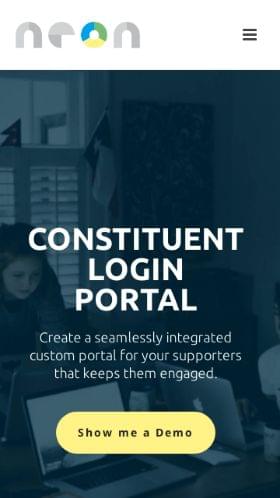 neon
CONSTITUENT
LOGIN
PORTAL
Create a seamlessly integrated
custom portal for your supporters
that keeps them engaged.
Show me a Demo